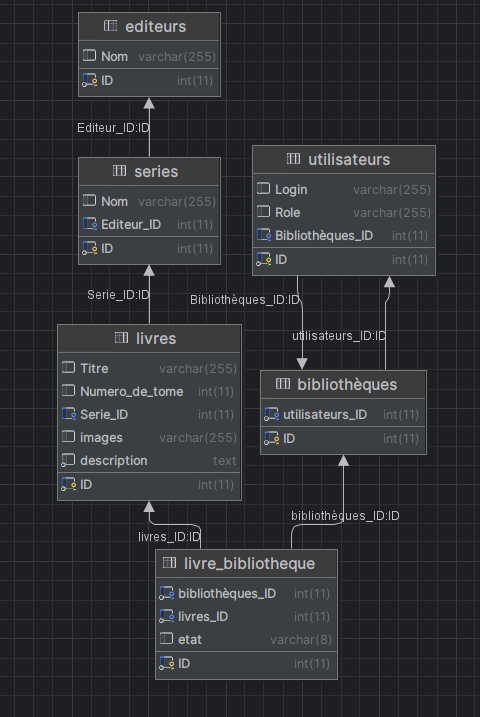 editeurs
Nom varchar(255)
ID int(11)
Editeur_ID:ID
series
Nom varchar(255)
Editeur_ID int(11)
ID int(11)
utilisateurs
Login varchar(255)
Role varchar(255)
Bibliothèques_ID int(11)
ID int(11)
Serie_ID:ID
Bibliothèques_ID:ID
utilisateurs_ID:ID
livres
Titre varchar(255)
Numero_de_tome int(11)
Serie_ID int(11)
images varchar(255)
description text
ID int(11)
bibliothèques
utilisateurs_ID int(11)
ID int(11)
livres_ID:ID
bibliothèques_ID:ID
livre_bibliotheque
bibliothèques_ID int(11)
livres_ID int(11)
etat varchar(8)
ID int(11)